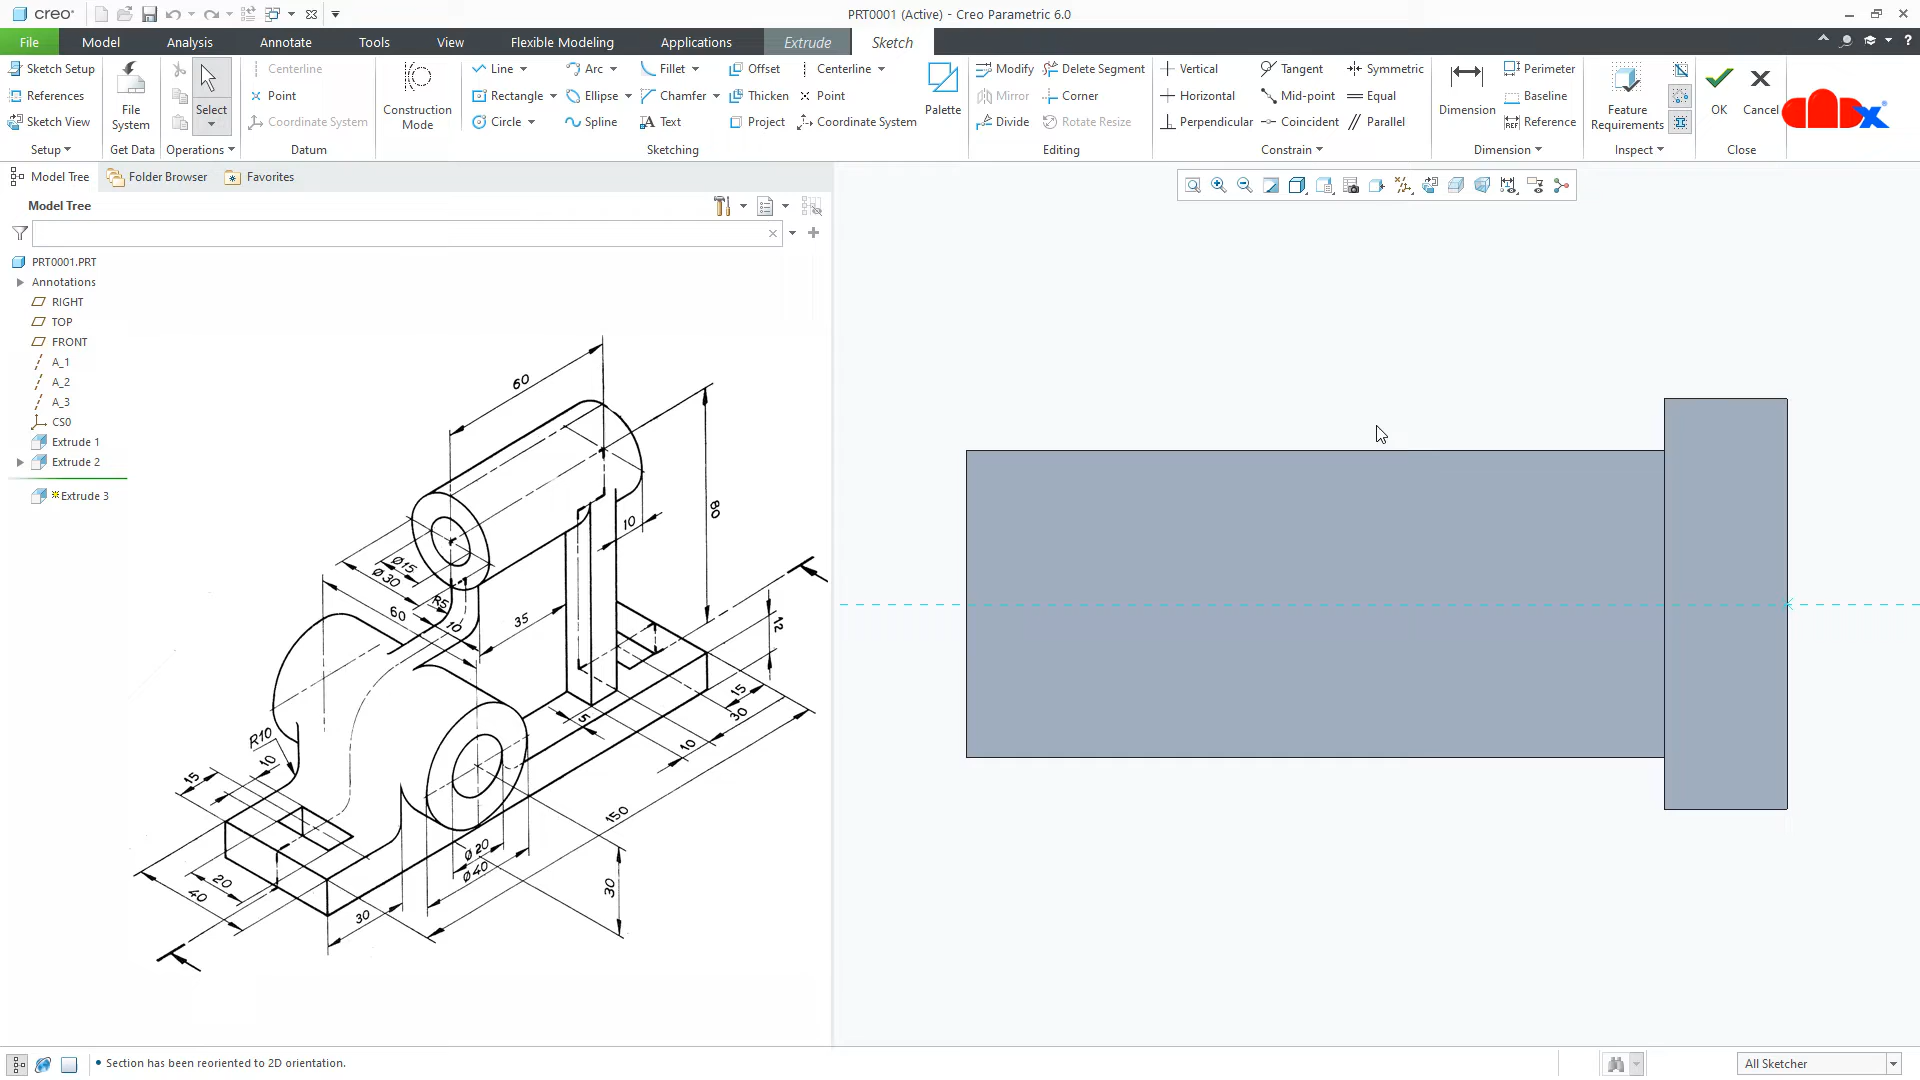 creo
PRT0001 (Active) - Creo Parametric 6.0
File Model Analysis Annotate Tools View Flexible Modeling Applications Extrude Sketch
Sketch Setup
References
Sketch View
Setup
File System
Get Data
Select
Operations
Centerline
Point
Coordinate System
Datum
Construction Mode
Line Arc Fillet Offset Centerline
Rectangle Ellipse Chamfer Thicken Point
Circle Spline Text Project Coordinate System
Palette
Sketching
Modify Delete Segment
Mirror Corner
Divide Rotate Resize
Editing
Vertical Tangent Symmetric
Horizontal Mid-point Equal
Perpendicular Coincident Parallel
Constrain
Dimension
Perimeter
Baseline
Reference
Dimension
Feature Requirements
Inspect
OK Cancel
Close
Model Tree Folder Browser Favorites
Model Tree
PRT0001.PRT
Annotations
RIGHT
TOP
FRONT
A_1
A_2
A_3
CS0
Extrude 1
Extrude 2
Extrude 3
60
10
80
Ø15
Ø30
R5
60
10
35
12
15
30
5
10
R10
10
15
150
Ø20
Ø40
30
20
40
30
Section has been reoriented to 2D orientation.
All Sketcher